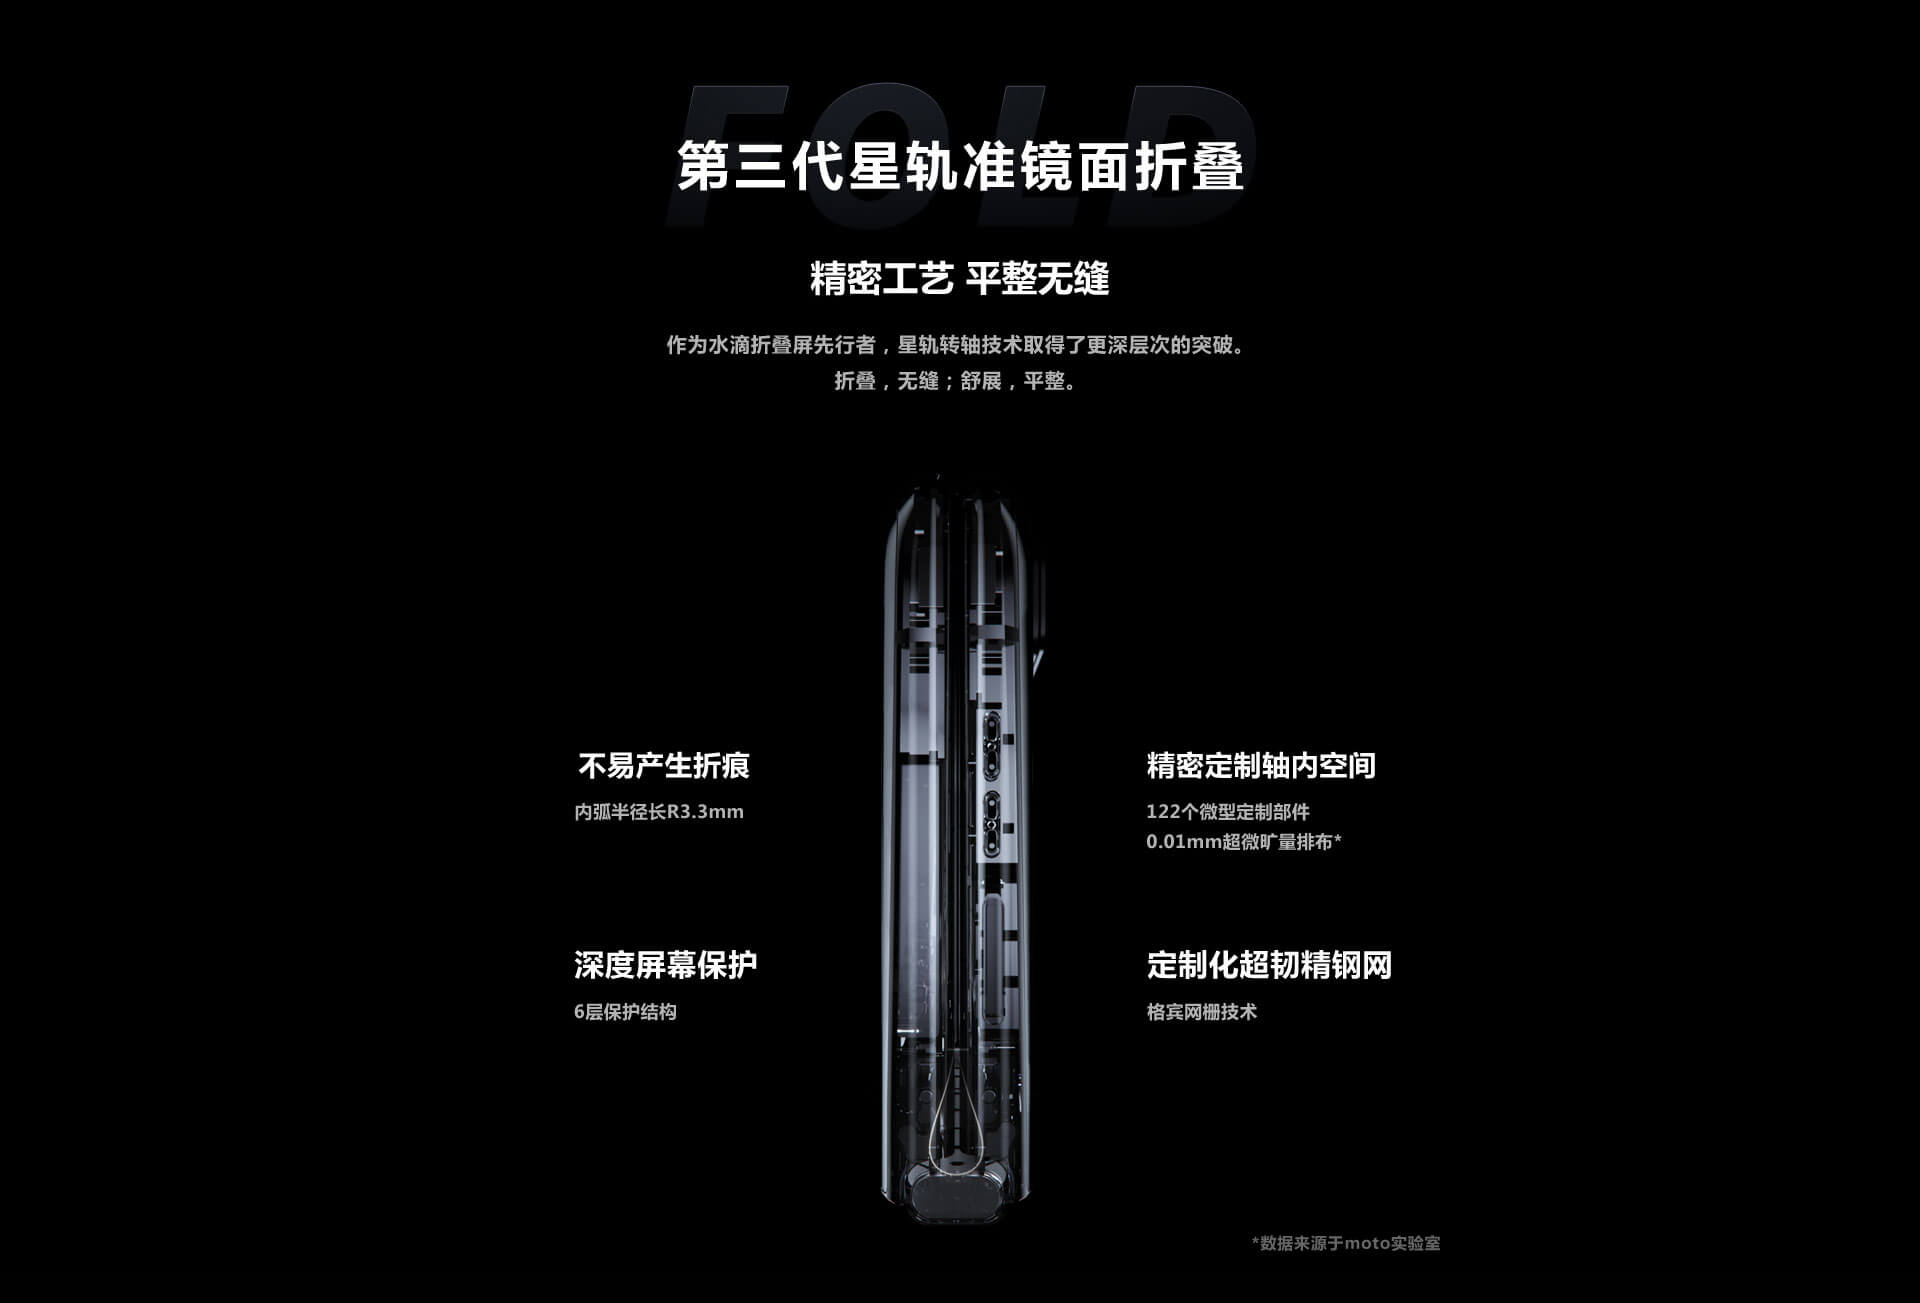 FOLD
第三代星轨准镜面折叠
精密工艺 平整无缝
作为水滴折叠屏先行者，星轨转轴技术取得了更深层次的突破。
折叠，无缝；舒展，平整。
不易产生折痕
内弧半径长R3.3mm
精密定制轴内空间
122个微型定制部件
0.01mm超微旷量排布*
深度屏幕保护
6层保护结构
定制化超韧精钢网
格宾网栅技术
*数据来源于moto实验室